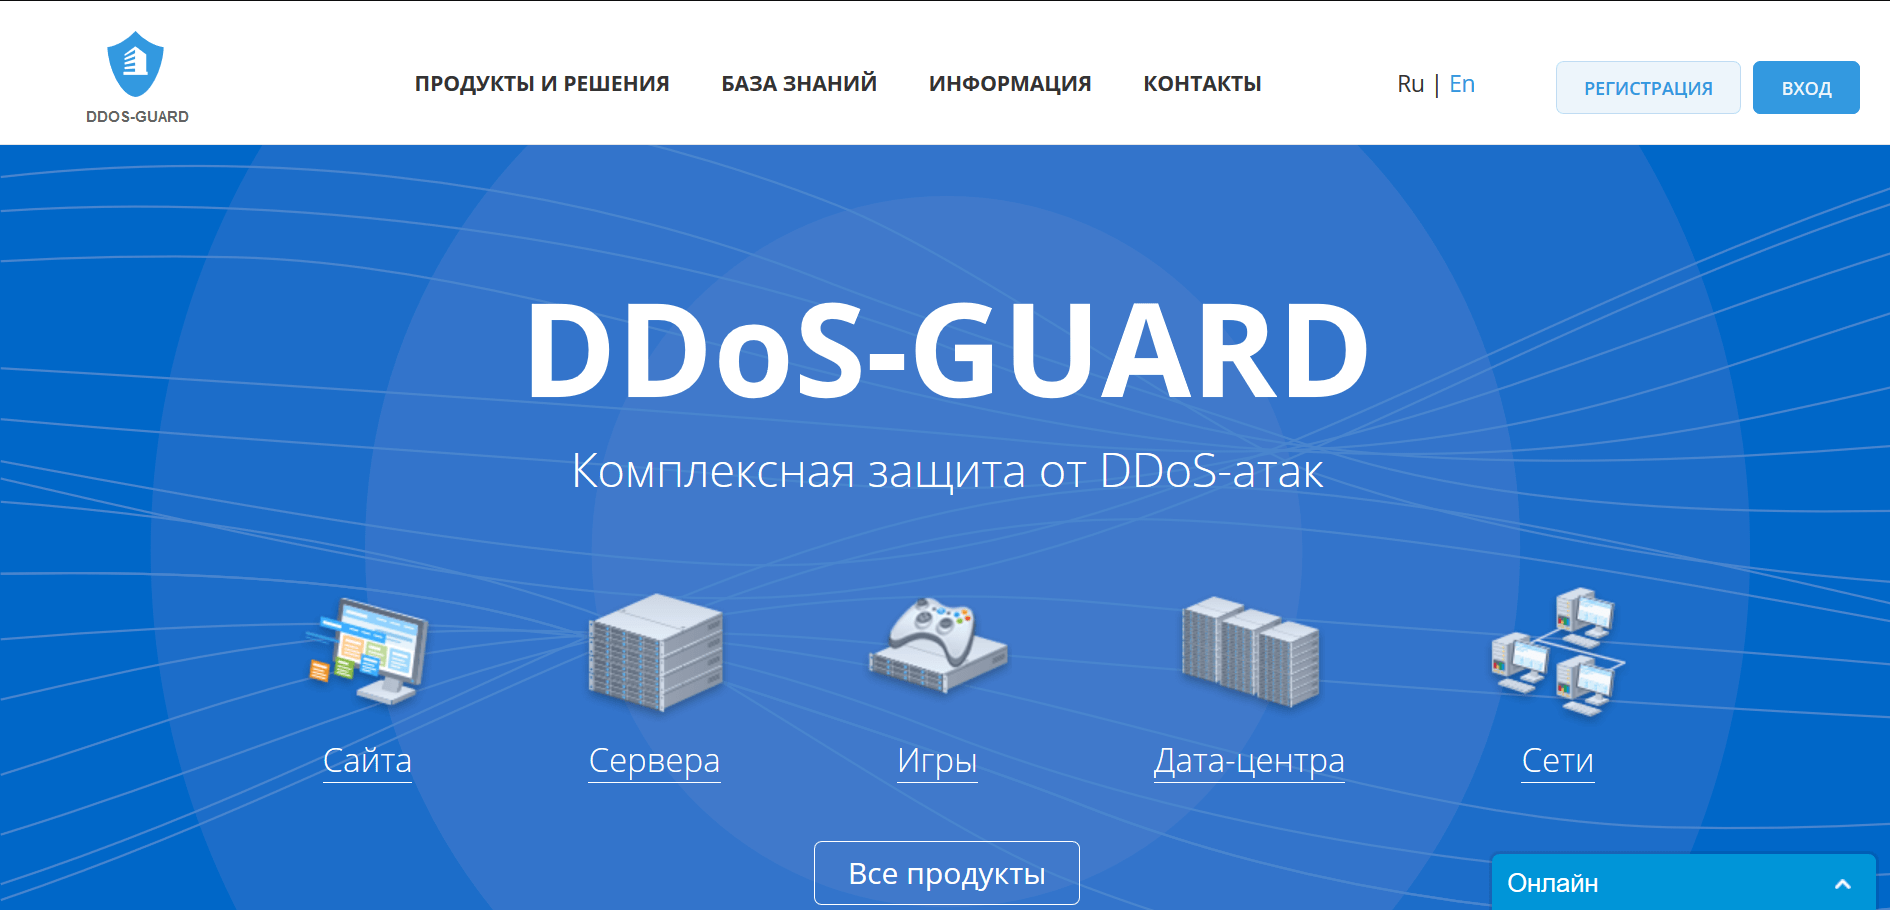 DDOS-GUARD
ПРОДУКТЫ И РЕШЕНИЯ
БАЗА ЗНАНИЙ
ИНФОРМАЦИЯ
КОНТАКТЫ
Ru | En
РЕГИСТРАЦИЯ
ВХОД
DDoS-GUARD
Комплексная защита от DDoS-атак
Сайта
Сервера
Игры
Дата-центра
Сети
Все продукты
Онлайн